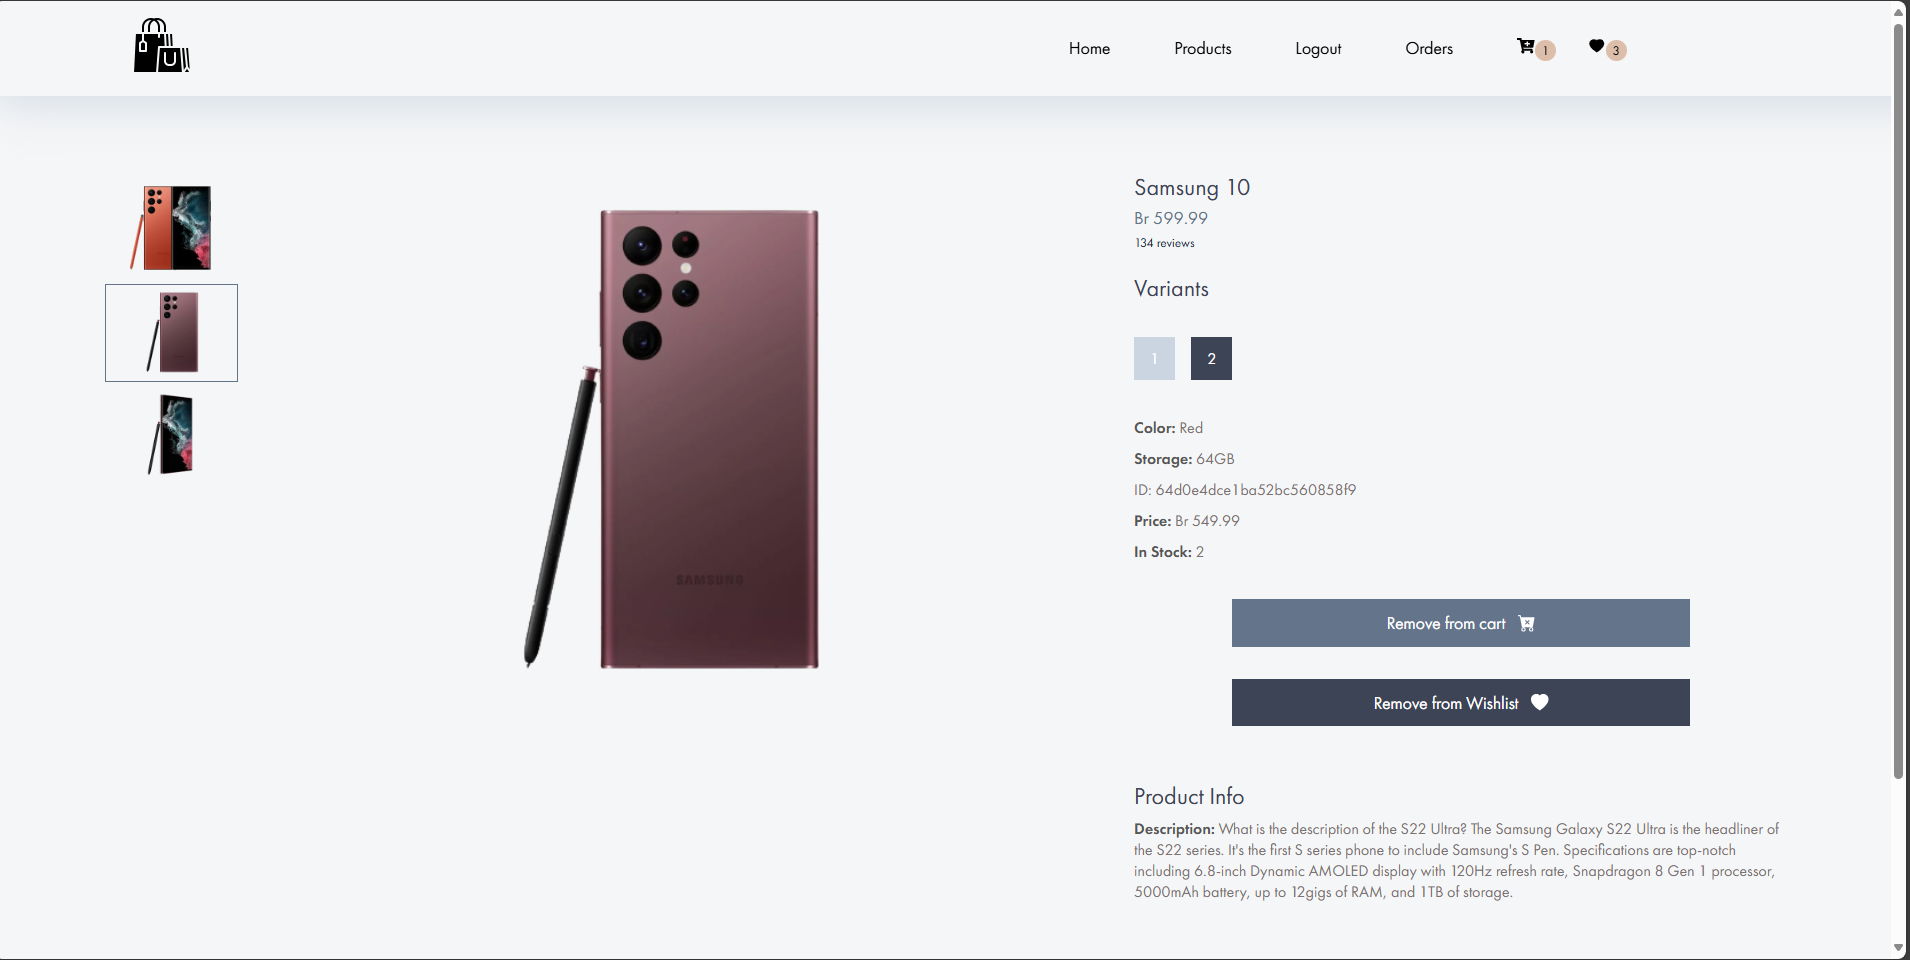 U
Home Products Logout Orders 1 3
Samsung 10
Br 599.99
134 reviews
Variants
1 2
Color: Red
Storage: 64GB
ID: 64d0e4dce1ba52bc560858f9
Price: Br 549.99
In Stock: 2
SAMSUNG
Remove from cart
Remove from Wishlist
Product Info
Description: What is the description of the S22 Ultra? The Samsung Galaxy S22 Ultra is the headliner of
the S22 series. It's the first S series phone to include Samsung's S Pen. Specifications are top-notch
including 6.8-inch Dynamic AMOLED display with 120Hz refresh rate, Snapdragon 8 Gen 1 processor,
5000mAh battery, up to 12gigs of RAM, and 1TB of storage.